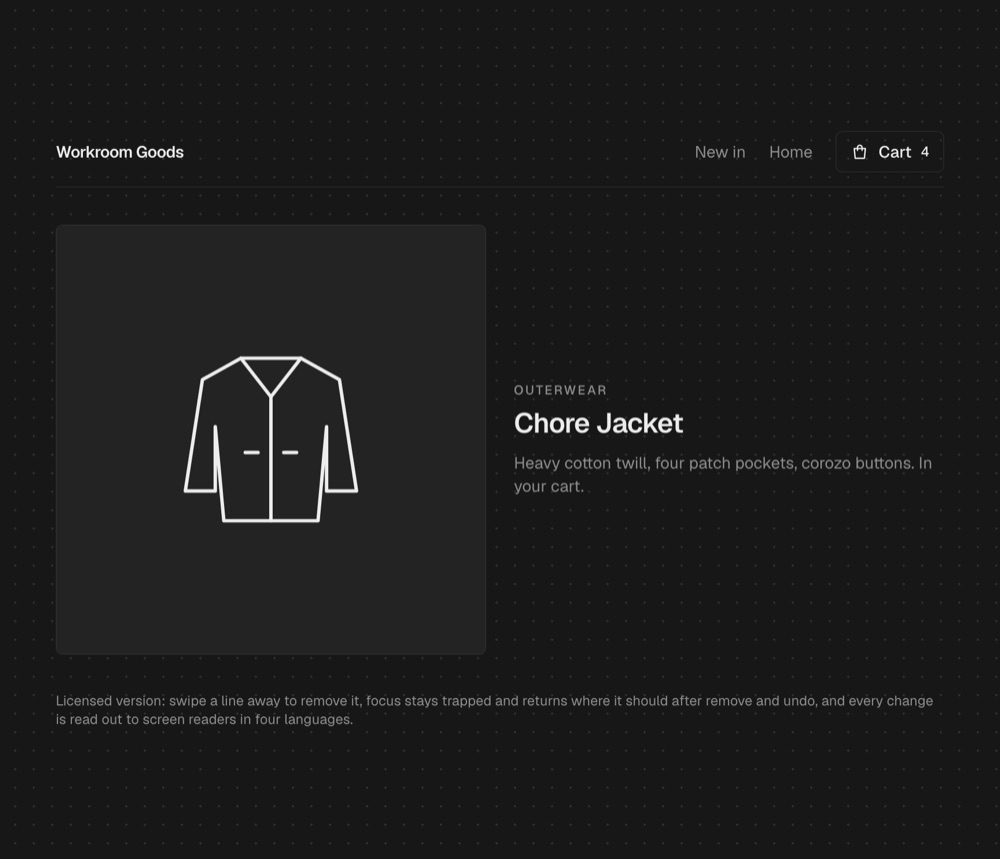 Workroom Goods
New in
Home
Cart 4
OUTERWEAR
Chore Jacket
Heavy cotton twill, four patch pockets, corozo buttons. In
your cart.
Licensed version: swipe a line away to remove it, focus stays trapped and returns where it should after remove and undo, and every change
is read out to screen readers in four languages.